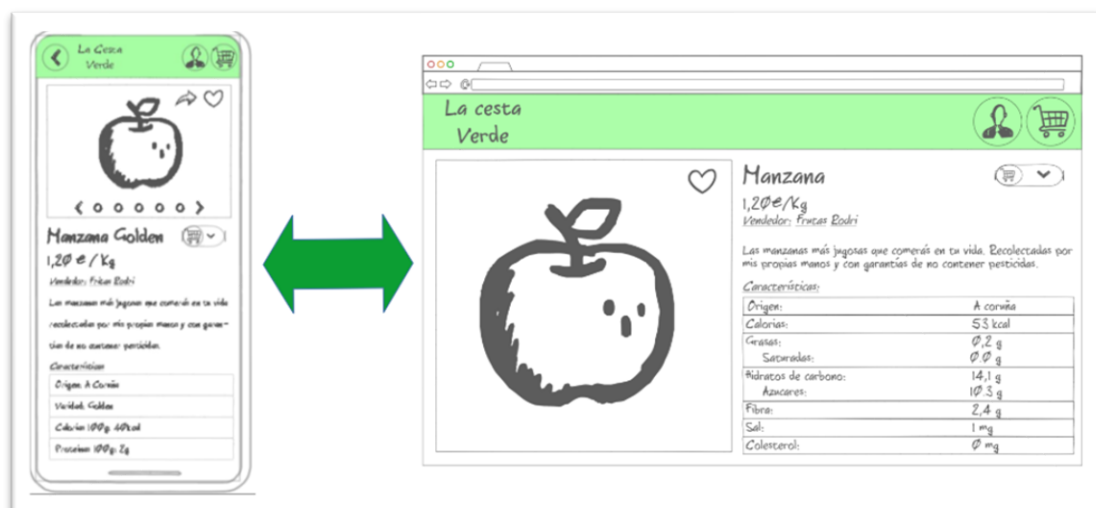 La Cesta
Verde
Manzana Golden
1,20 € / Kg
Vendedor: Frutas Rodri
Las manzanas más jugosas que comerás en tu vida
recolectadas por mis propias manos y con garan-
tías de no contener pesticidas.
Características
Origen: A Coruña
Variedad: Golden
Calorías 100g: 40kcal
Proteínas 100g: 2g
La cesta
Verde
Manzana
1,20€/Kg
Vendedor: Frutas Rodri
Las manzanas más jugosas que comerás en tu vida. Recolectadas por
mis propias manos y con garantías de no contener pesticidas.
Características:
Origen: A coruña
Calorías: 53 kcal
Grasas: 0,2 g
Saturadas: 0.0 g
Hidratos de carbono: 14,1 g
Azucares: 10.3 g
Fibra: 2,4 g
Sal: 1 mg
Colesterol: 0 mg